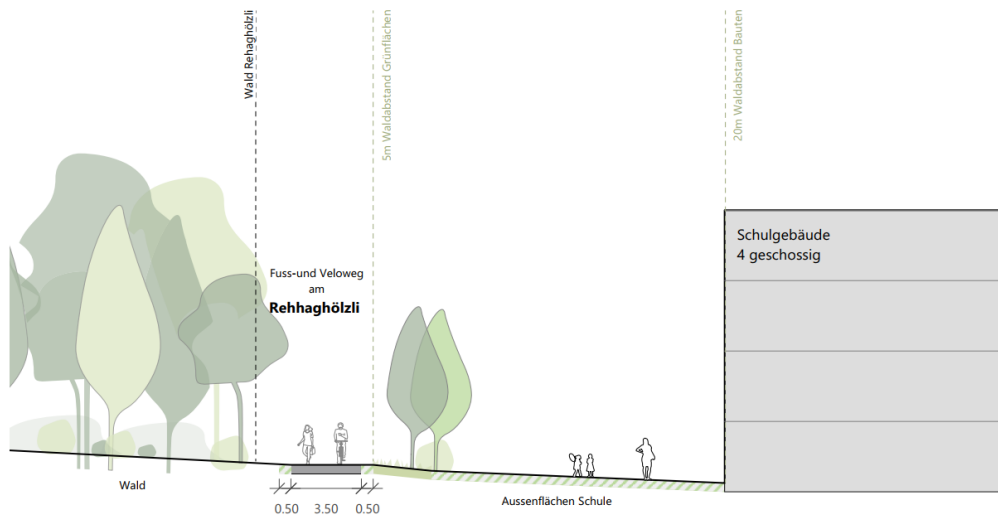 Wald Rehaghölzli
5m Waldabstand Grünflächen
20m Waldabstand Bauten
Schulgebäude
4 geschossig
Fuss-und Veloweg
am
Rehhaghölzli
Wald
0.50 3.50 0.50
Aussenflächen Schule